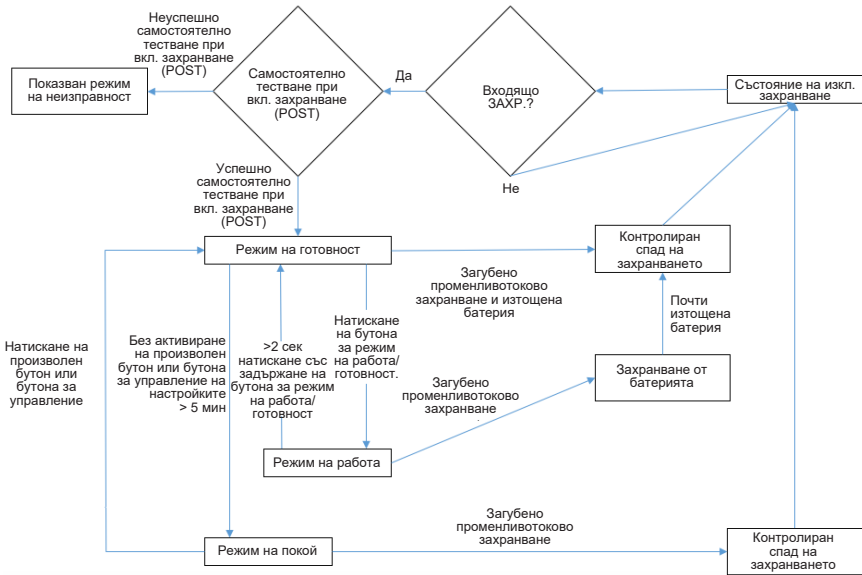 Неуспешно
самостоятелно
тестване при
вкл. захранване
(POST)
Показван режим
на неизправност
Самостоятелно
тестване при
вкл. захранване
(POST)
Да
Входящо
ЗАХР.?
Състояние на изкл.
захранване
Не
Успешно
самостоятелно
тестване при
вкл. захранване
(POST)
Режим на готовност
Контролиран
спад на
захранването
Загубено
променливотоково
захранване и изтощена
батерия
Почти
изтощена
батерия
Натискане на
произволен
бутон или
бутона за
управление
Без активиране
на произволен
бутон или бутона
за управление на
настройките
> 5 мин
>2 сек
натискане със
задържане на
бутона за режим
на работа/
готовност
Натискане
на бутона
за режим
на работа/
готовност.
Загубено
променливотоково
захранване
Захранване от
батерията
Режим на работа
Загубено
променливотоково
захранване
Режим на покой
Контролиран
спад на
захранването